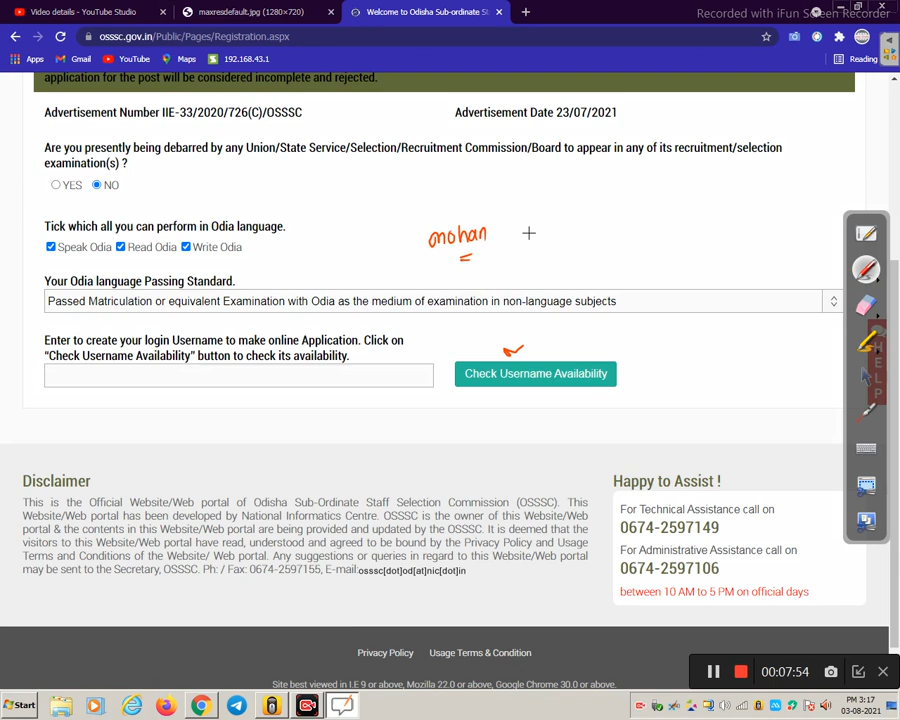 Video details - YouTube Studio
maxresdefault.jpg (1280×720)
Welcome to Odisha Sub-ordinate St
Recorded with iFun Screen Recorder
osssc.gov.in/Public/Pages/Registration.aspx
Apps
Gmail
YouTube
Maps
192.168.43.1
Reading
application for the post will be considered incomplete and rejected.
Advertisement Number IIE-33/2020/726(C)/OSSSC
Advertisement Date 23/07/2021
Are you presently being debarred by any Union/State Service/Selection/Recruitment Commission/Board to appear in any of its recruitment/selection
examination(s) ?
YES NO
Tick which all you can perform in Odia language.
mohan
Speak Odia Read Odia Write Odia
Your Odia language Passing Standard.
Passed Matriculation or equivalent Examination with Odia as the medium of examination in non-language subjects
Enter to create your login Username to make online Application. Click on
“Check Username Availability” button to check its availability.
Check Username Availability
HELP
Disclaimer
This is the Official Website/Web portal of Odisha Sub-Ordinate Staff Selection Commission (OSSSC). This
Website/Web portal has been developed by National Informatics Centre. OSSSC is the owner of this Website/Web
portal & the contents in this Website/Web portal are being provided and updated by the OSSSC. It is deemed that the
visitors to this Website/Web portal have read, understood and agreed to be bound by the Privacy Policy and Usage
Terms and Conditions of the Website/ Web portal. Any suggestions or queries in regard to this Website/Web portal
may be sent to the Secretary, OSSSC. Ph: / Fax: 0674-2597155, E-mail:osssc[dot]od[at]nic[dot]in
Happy to Assist !
For Technical Assistance call on
0674-2597149
For Administrative Assistance call on
0674-2597106
between 10 AM to 5 PM on official days
Privacy Policy
Usage Terms & Condition
Site best viewed in I.E 9 or above, Mozilla 22.0 or above, Google Chrome 30.0 or above.
00:07:54
Start
PM 3:17
03-08-2021